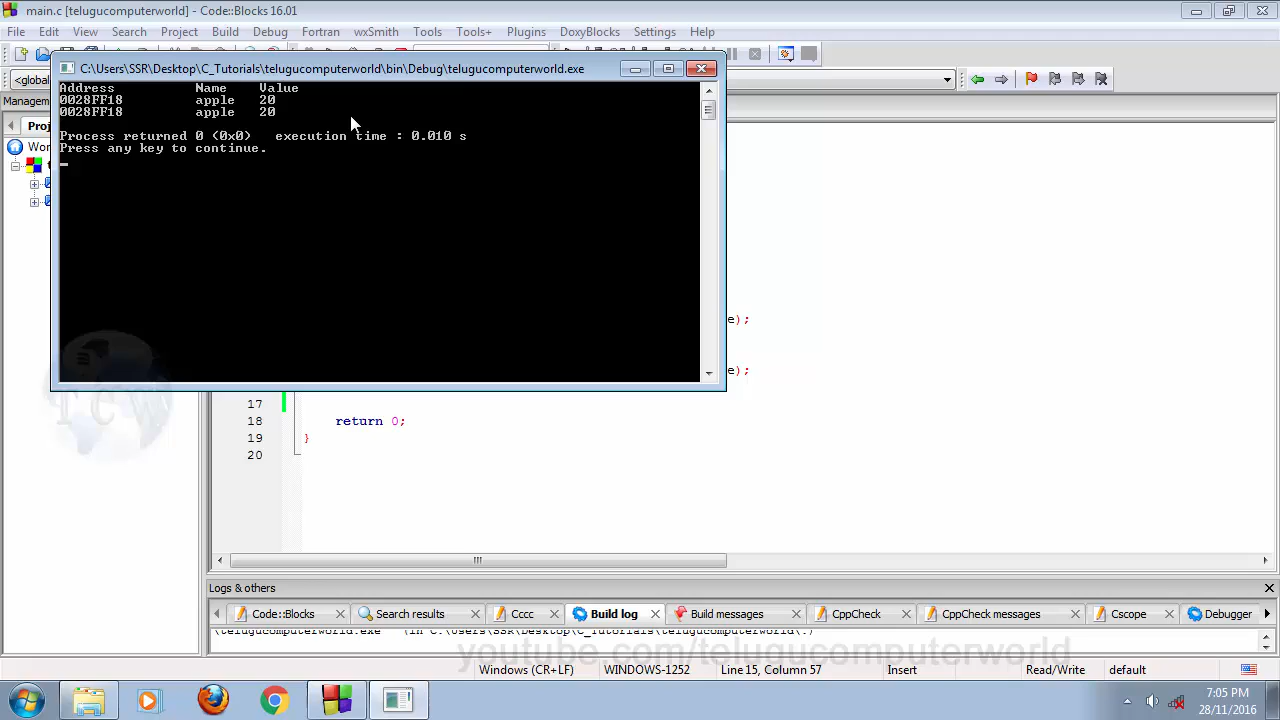 main.c [telugucomputerworld] - Code::Blocks 16.01
File Edit View Search Project Build Debug Fortran wxSmith Tools Tools+ Plugins DoxyBlocks Settings Help
C:\Users\SSR\Desktop\C_Tutorials\telugucomputerworld\bin\Debug\telugucomputerworld.exe
<global
Address Name Value
0028FF18 apple 20
0028FF18 apple 20
Process returned 0 (0x0) execution time : 0.010 s
Press any key to continue.
Manager
Proj
Wor
e);
e);
17
18 return 0;
19 }
20
Logs & others
Code::Blocks Search results Cccc Build log Build messages CppCheck CppCheck messages Cscope Debugger
youtube.com/telugucomputerworld
Windows (CR+LF) WINDOWS-1252 Line 15, Column 57 Insert Read/Write default
7:05 PM
28/11/2016